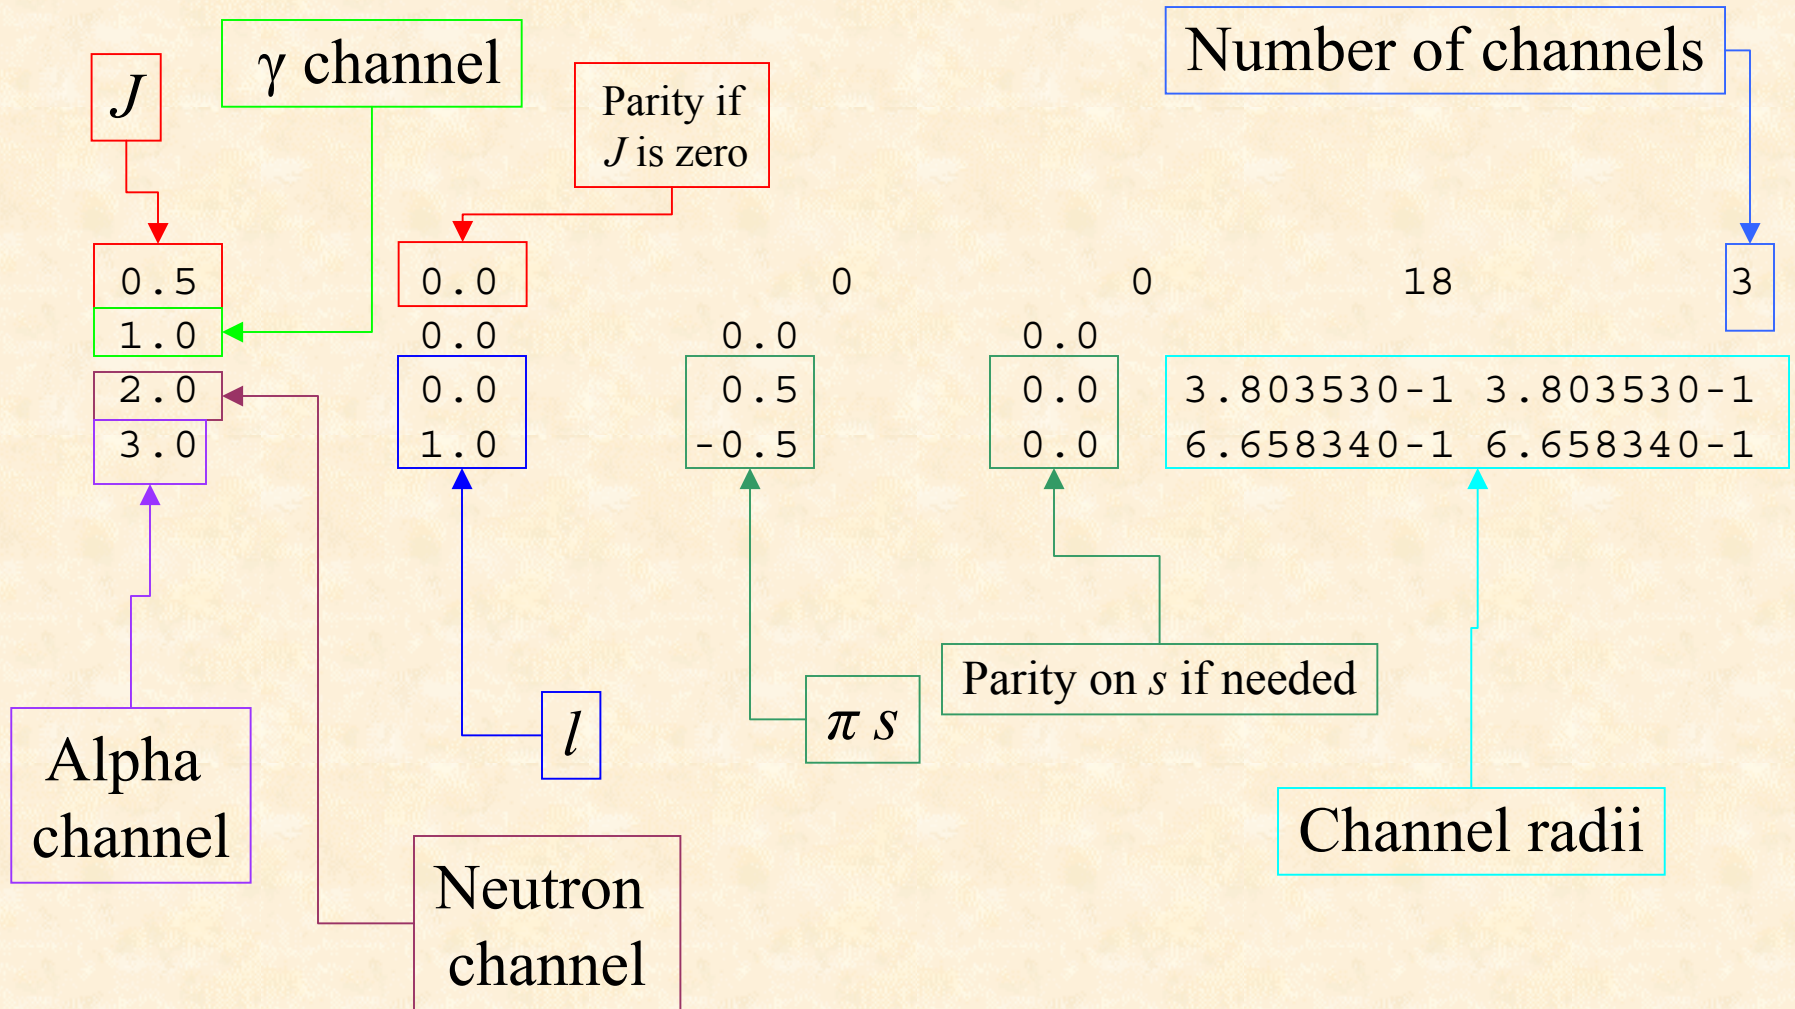 J
γ channel
Parity if
J is zero
Number of channels
0.5 0.0 0 0 18 3
1.0 0.0 0.0 0.0
2.0 0.0 0.5 0.0 3.803530-1 3.803530-1
3.0 1.0 -0.5 0.0 6.658340-1 6.658340-1
Alpha
channel
Neutron
channel
l
π s
Parity on s if needed
Channel radii